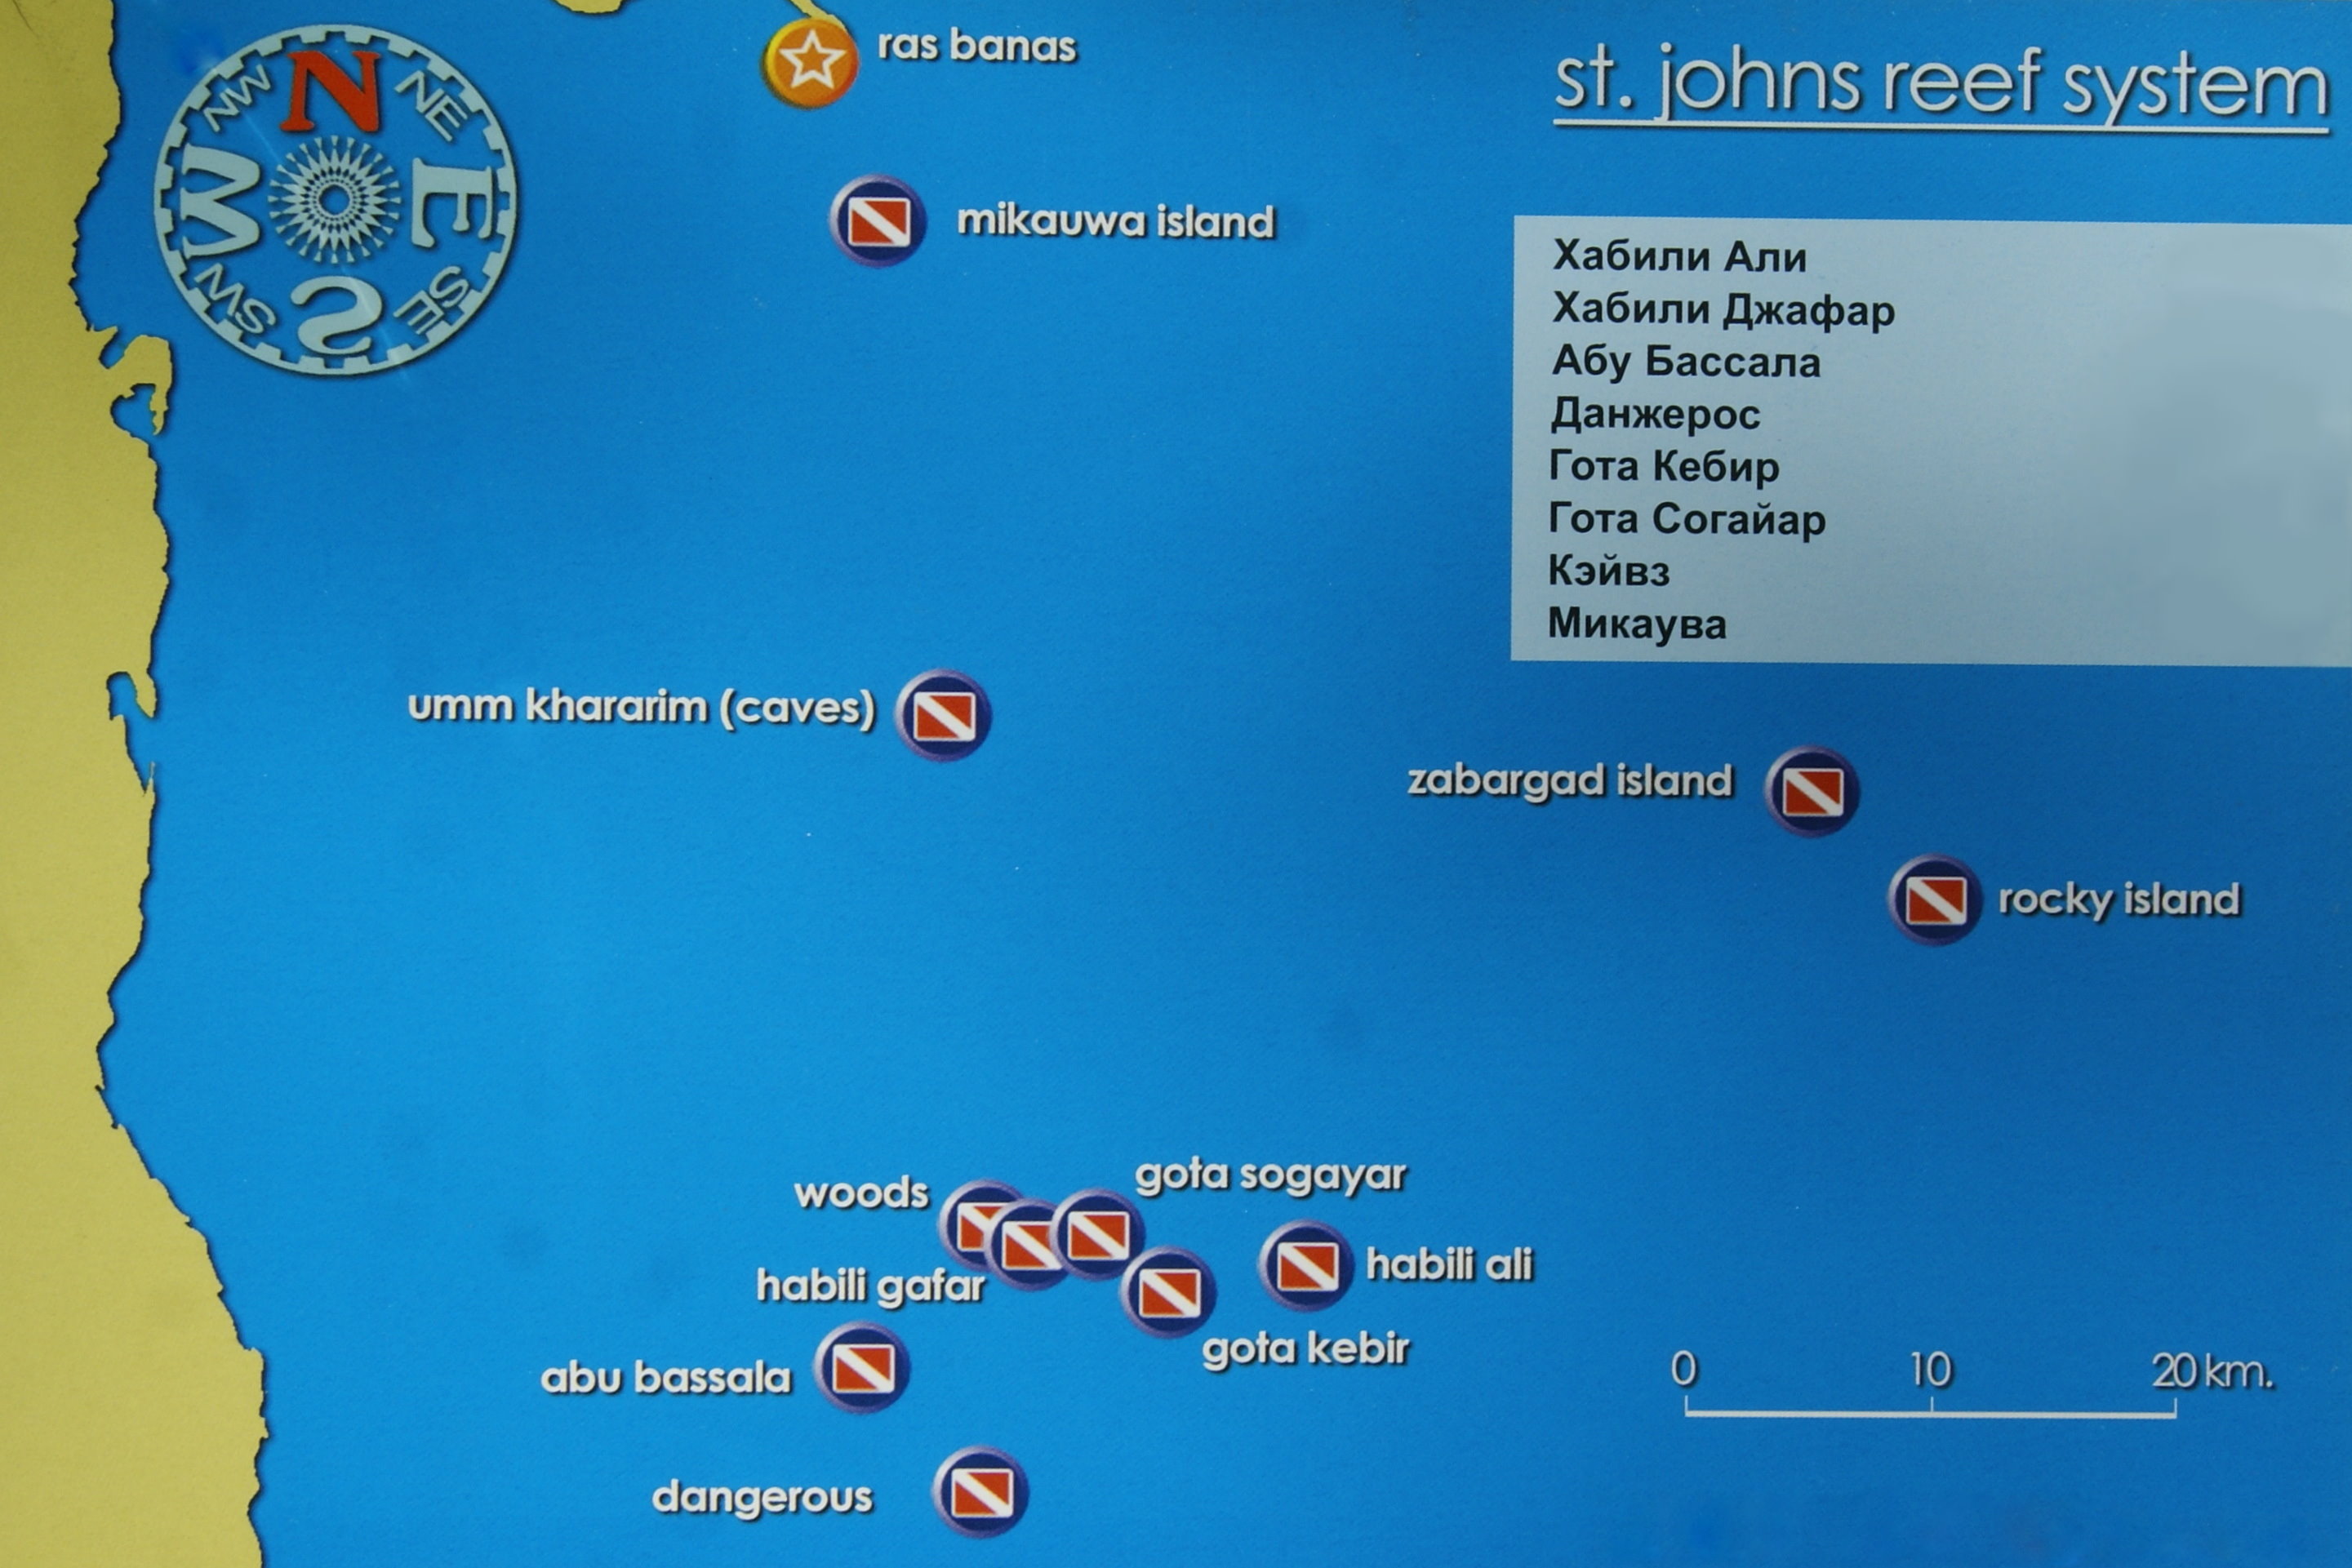 ras banas
st. johns reef system
N
NE
E
SE
S
SW
W
NW
mikauwa island
Хабили Али
Хабили Джафар
Абу Бассала
Данжерос
Гота Кебир
Гота Согайар
Кэйвз
Микаува
umm khararim (caves)
zabargad island
rocky island
woods
gota sogayar
habili gafar
habili ali
gota kebir
abu bassala
dangerous
0 10 20 km.